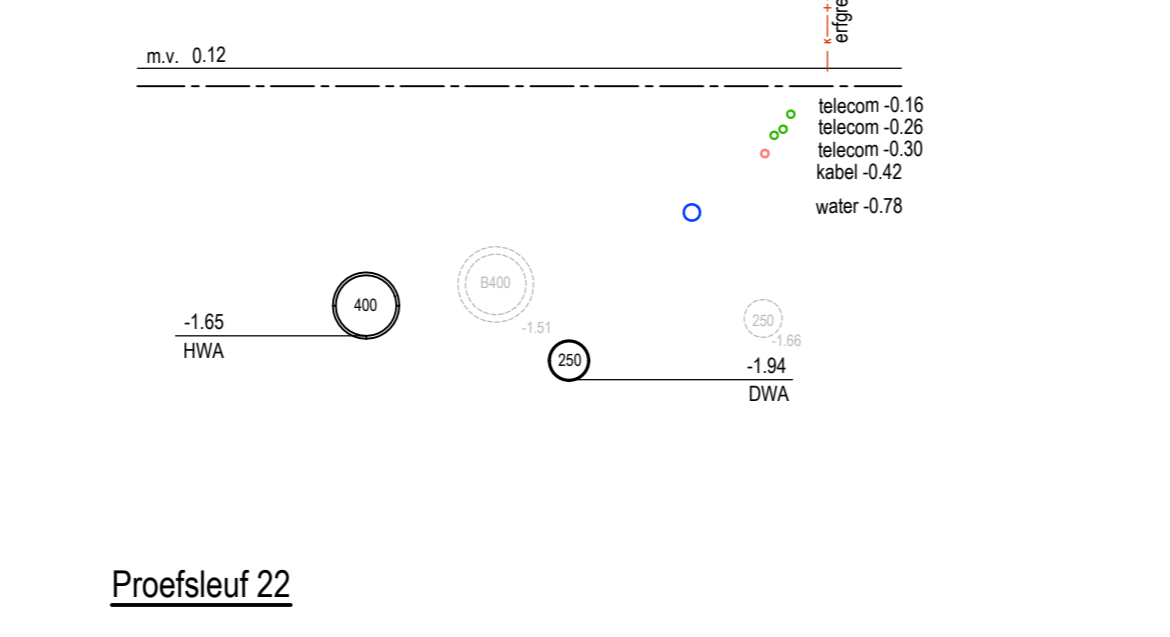 erfgre
m.v. 0.12
telecom -0.16
telecom -0.26
telecom -0.30
kabel -0.42
water -0.78
B400
400
250
-1.65
-1.51
-1.66
HWA
250
-1.94
DWA
Proefsleuf 22